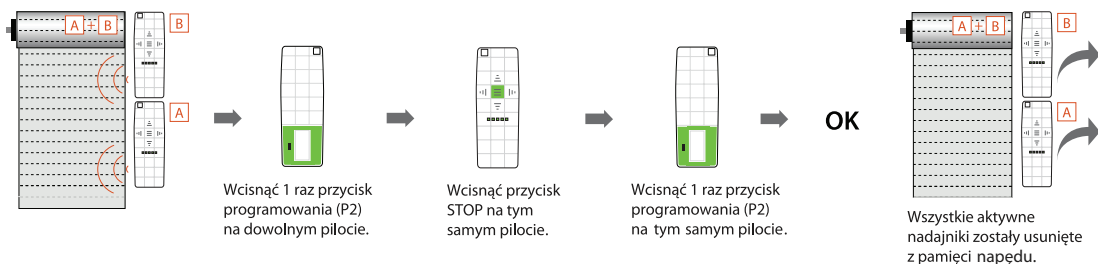 A + B
B
A
Wcisnąć 1 raz przycisk
programowania (P2)
na dowolnym pilocie.
Wcisnąć przycisk
STOP na tym
samym pilocie.
Wcisnąć 1 raz przycisk
programowania (P2)
na tym samym pilocie.
OK
A + B
B
A
Wszystkie aktywne
nadajniki zostały usunięte
z pamięci napędu.